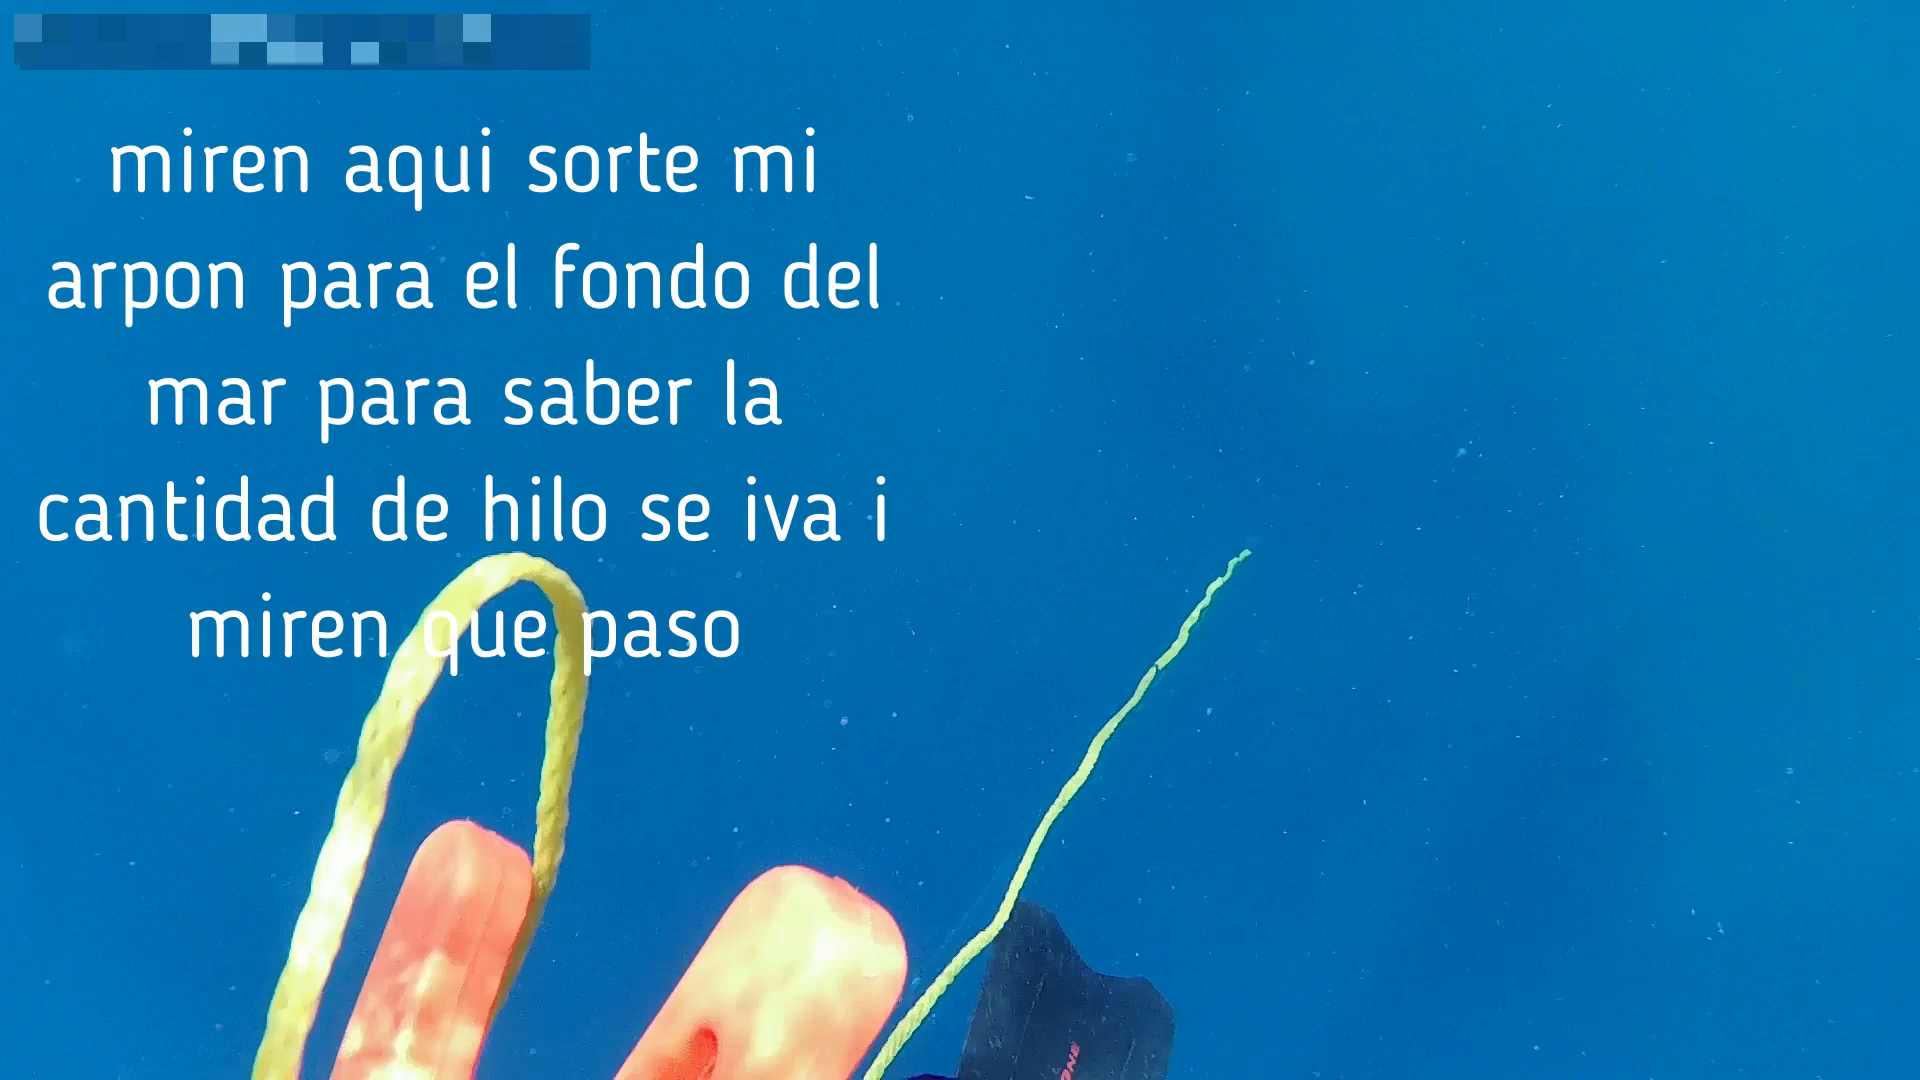 miren aqui sorte mi
arpon para el fondo del
mar para saber la
cantidad de hilo se iva i
miren que paso